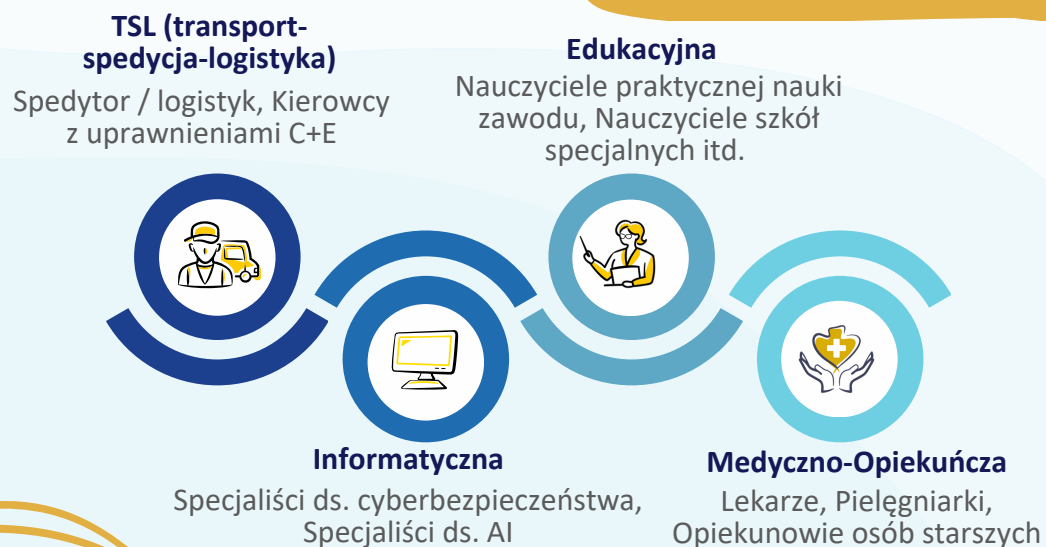 TSL (transport-
spedycja-logistyka)
Spedytor / logistyk, Kierowcy
z uprawnieniami C+E
Edukacyjna
Nauczyciele praktycznej nauki
zawodu, Nauczyciele szkół
specjalnych itd.
Informatyczna
Specjaliści ds. cyberbezpieczeństwa,
Specjaliści ds. AI
Medyczno-Opiekuńcza
Lekarze, Pielęgniarki,
Opiekunowie osób starszych